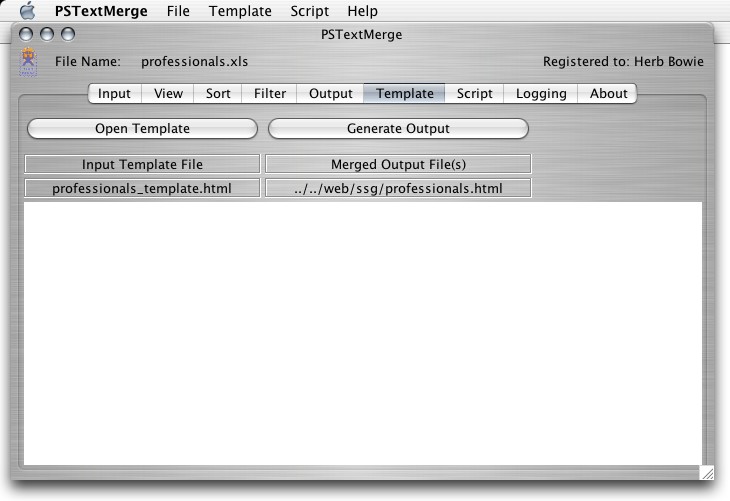 PSTextMerge File Template Script Help
PSTextMerge
File Name: professionals.xls Registered to: Herb Bowie
Input View Sort Filter Output Template Script Logging About
Open Template Generate Output
Input Template File Merged Output File(s)
professionals_template.html ../../web/ssg/professionals.html